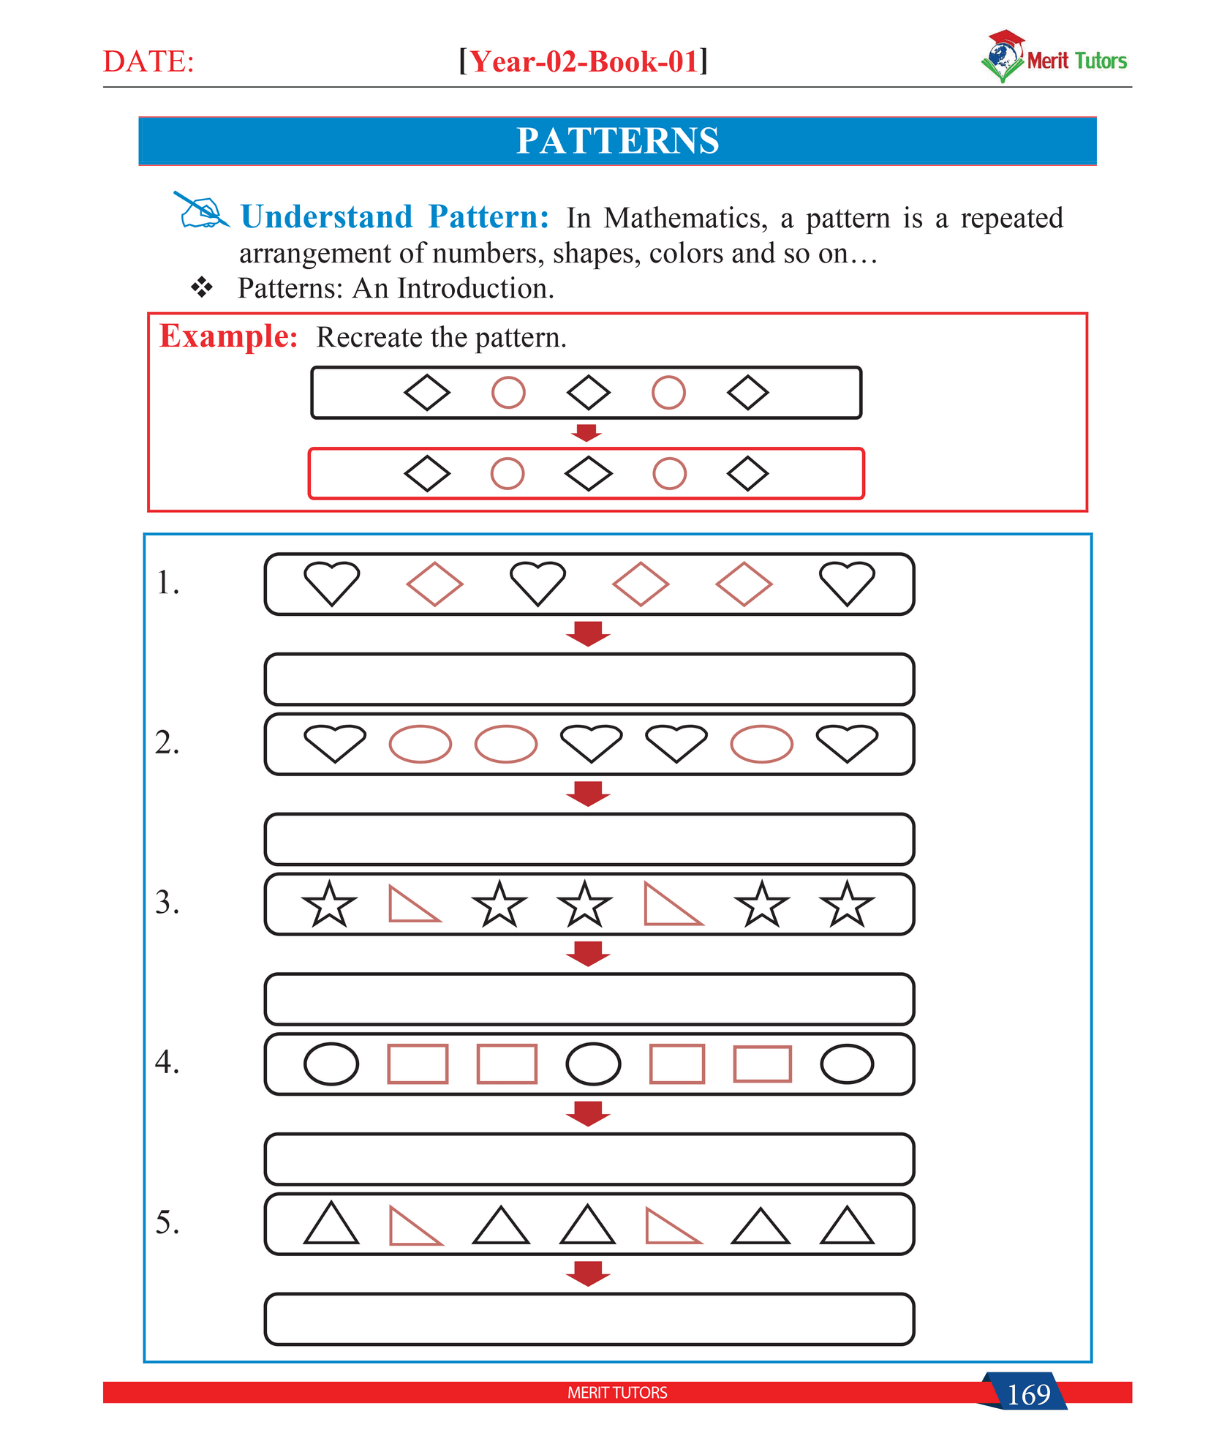 DATE:
[Year-02-Book-01]
Merit Tutors
PATTERNS
Understand Pattern: In Mathematics, a pattern is a repeated
arrangement of numbers, shapes, colors and so on…
❖ Patterns: An Introduction.
Example: Recreate the pattern.
1.
2.
3.
4.
5.
MERIT TUTORS
169